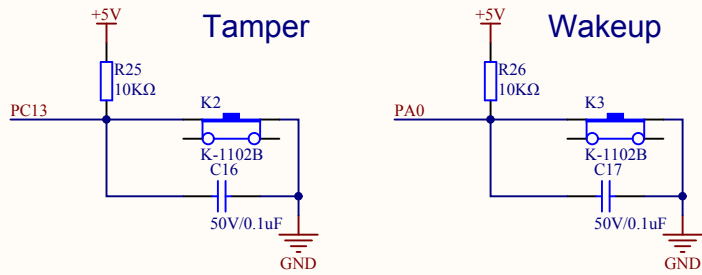 +5V
Tamper
R25
10KΩ
PC13
K2
K-1102B
C16
50V/0.1uF
GND
+5V
Wakeup
R26
10KΩ
PA0
K3
K-1102B
C17
50V/0.1uF
GND